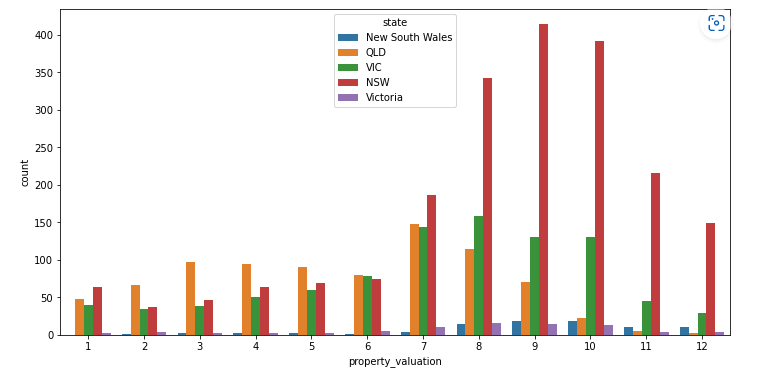 state
New South Wales
QLD
VIC
NSW
Victoria
400
350
300
250
200
150
100
50
0
count
1 2 3 4 5 6 7 8 9 10 11 12
property_valuation